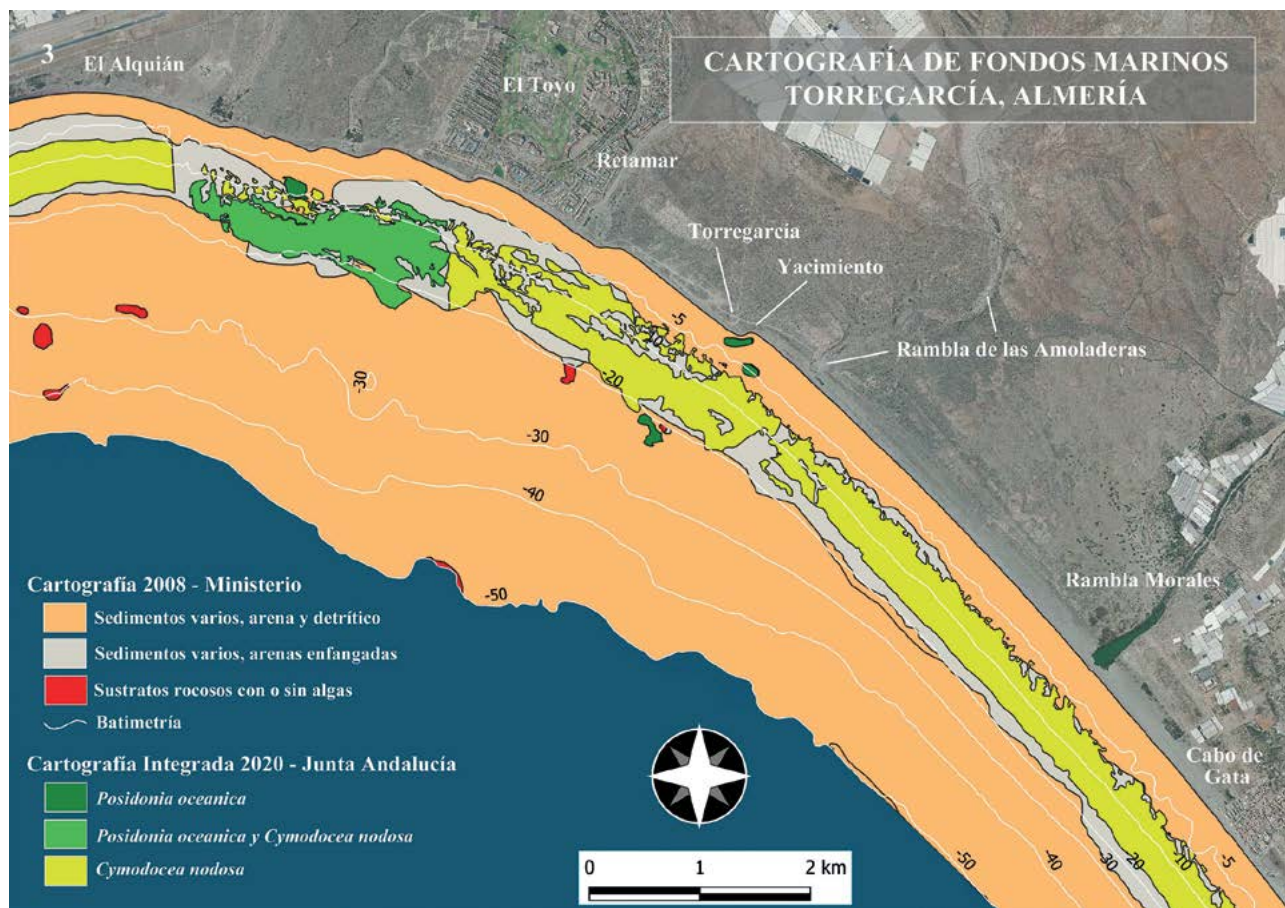 3
El Alquián
El Toyo
CARTOGRAFÍA DE FONDOS MARINOS
TORREGARCÍA, ALMERÍA
Retamar
Torregarcía
Yacimiento
Rambla de las Amoladeras
-5
-10
-20
-30
-30
-40
-50
Rambla Morales
Cabo de
Gata
Cartografía 2008 - Ministerio
Sedimentos varios, arena y detrítico
Sedimentos varios, arenas enfangadas
Sustratos rocosos con o sin algas
Batimetría
Cartografía Integrada 2020 - Junta Andalucía
Posidonia oceanica
Posidonia oceanica y Cymodocea nodosa
Cymodocea nodosa
0 1 2 km
-50 -40 -30 -20 -10 -5